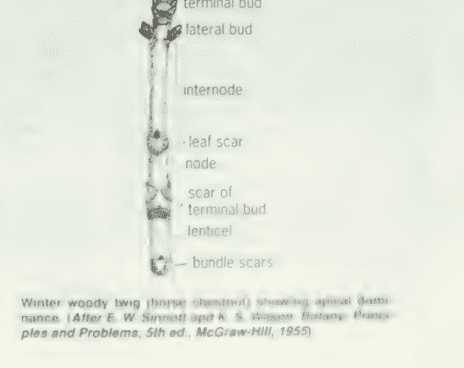 terminal bud
lateral bud
internode
leaf scar
node
scar of
terminal bud
lenticel
bundle scars
Winter woody twig (horse chestnut) showing apical domi-
nance. (After E. W. Sinnott and K. S. Wilson, Botany: Princi-
ples and Problems, 5th ed., McGraw-Hill, 1955)